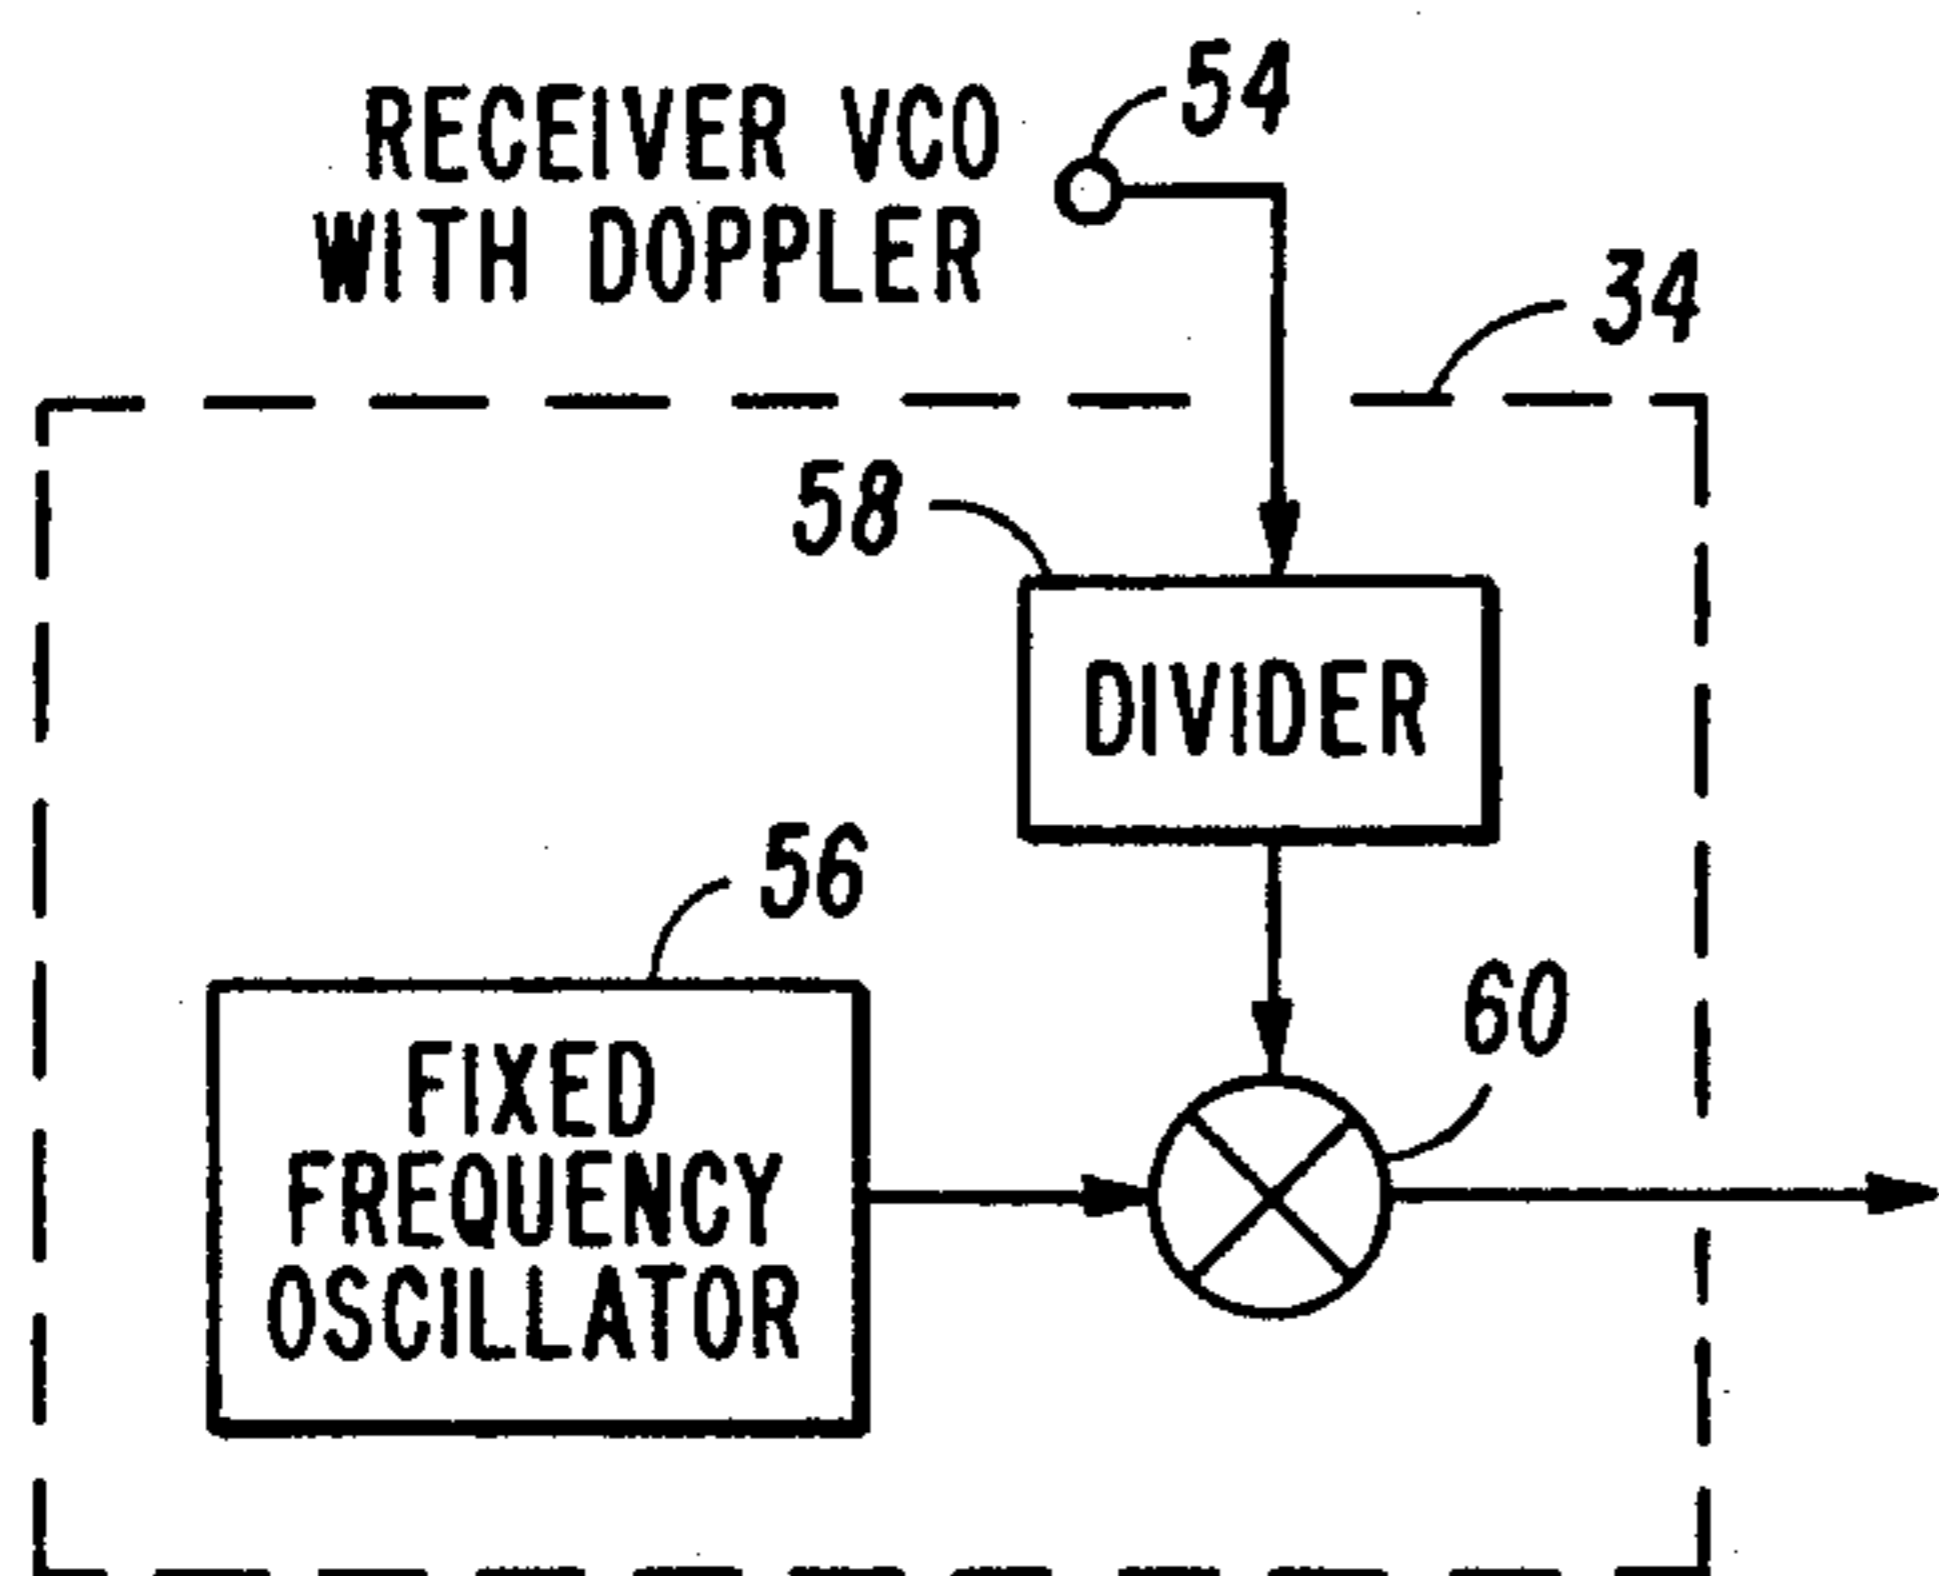 54
RECEIVER VCO
WITH DOPPLER
34
58
DIVIDER
56
60
FIXED
FREQUENCY
OSCILLATOR